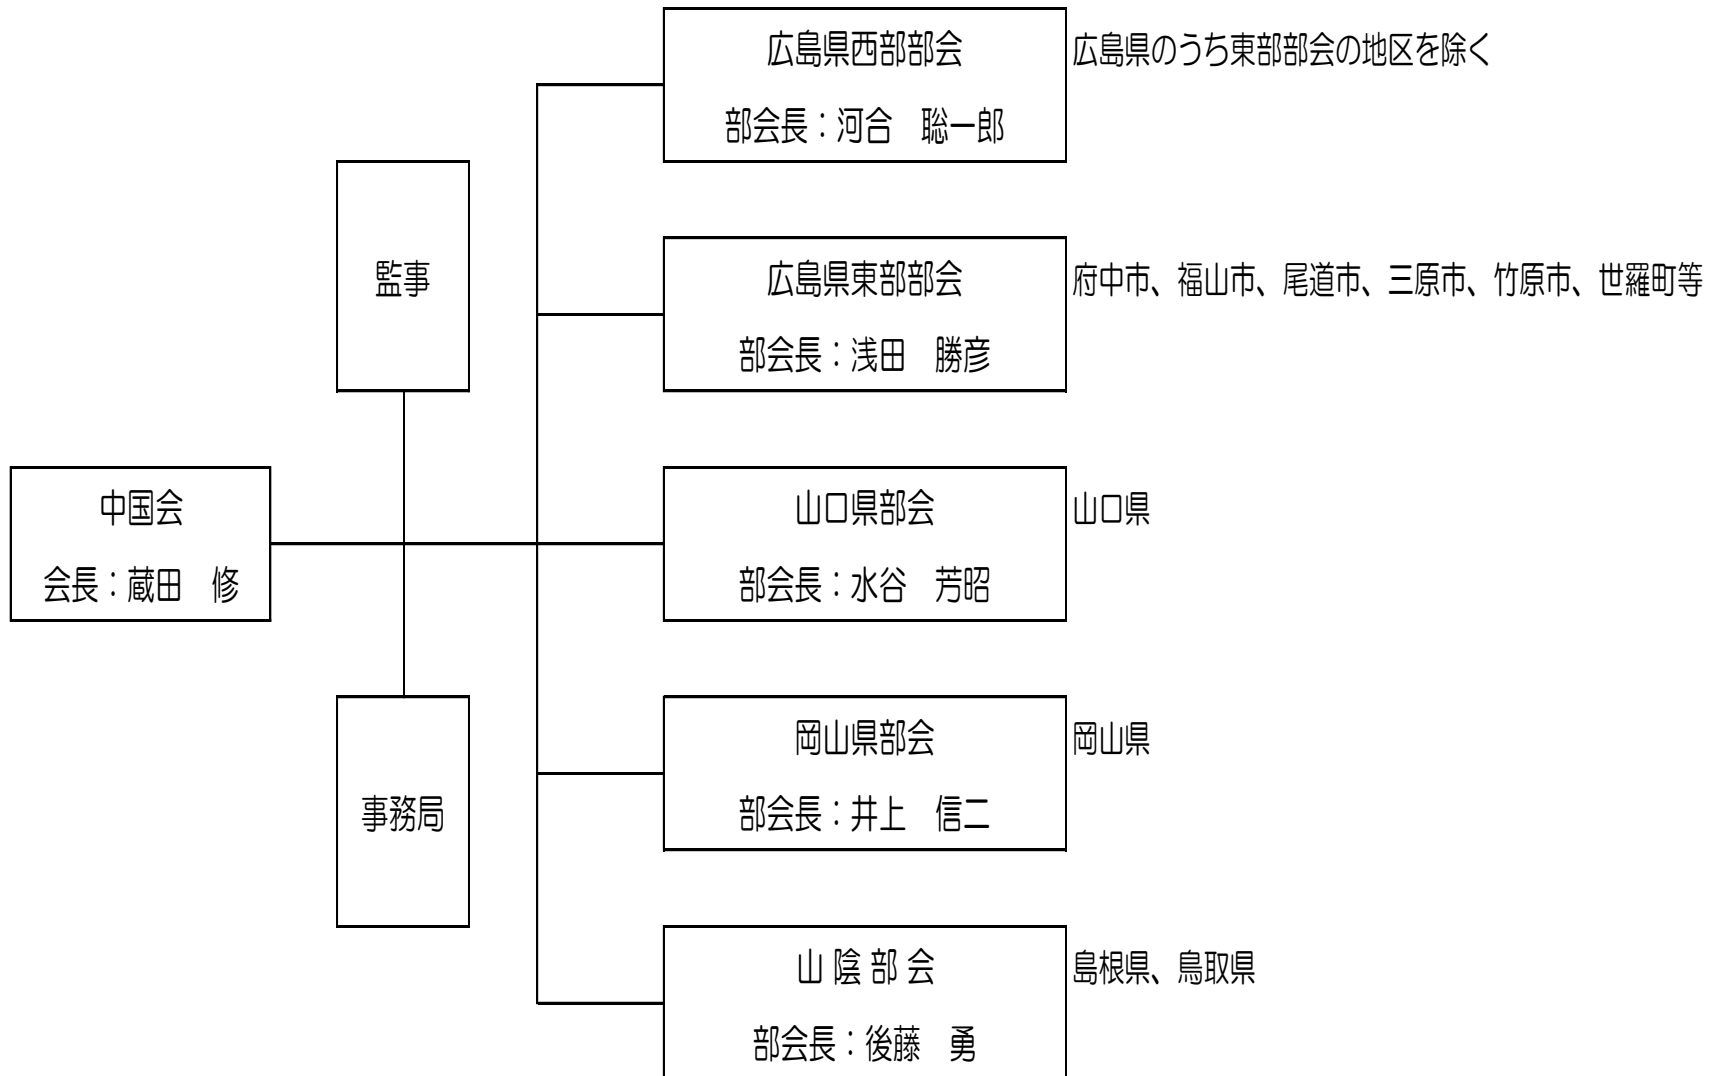 広島県西部部会
部会長：河合　聡一郎
広島県のうち東部部会の地区を除く
監事
広島県東部部会
部会長：浅田　勝彦
府中市、福山市、尾道市、三原市、竹原市、世羅町等
中国会
会長：蔵田　修
山口県部会
部会長：水谷　芳昭
山口県
事務局
岡山県部会
部会長：井上　信二
岡山県
山 陰 部 会
部会長：後藤　勇
島根県、鳥取県